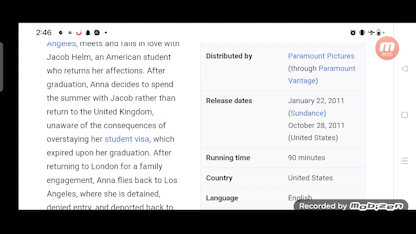 2:46
Angeles, meets and falls in love with
Jacob Helm, an American student
who returns her affections. After
graduation, Anna decides to spend
the summer with Jacob rather than
return to the United Kingdom,
unaware of the consequences of
overstaying her student visa, which
expired upon her graduation. After
returning to London for a family
engagement, Anna flies back to Los
Angeles, where she is detained,
denied entry, and deported back to
Distributed by
Paramount Pictures
(through Paramount
Vantage)
Release dates
January 22, 2011
(Sundance)
October 28, 2011
(United States)
Running time
90 minutes
Country
United States
Language
English
Recorded by Mobizen